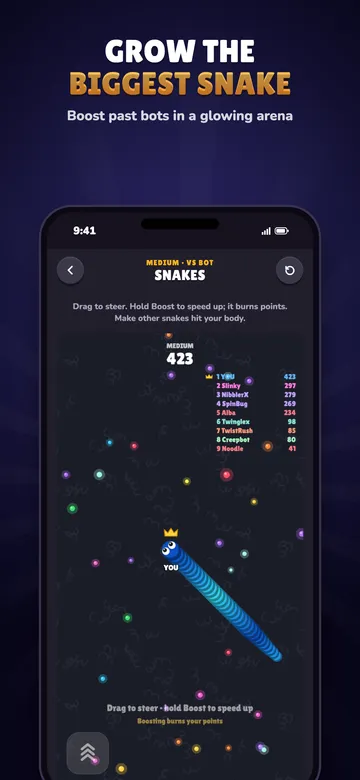 GROW THE
BIGGEST SNAKE
Boost past bots in a glowing arena
9:41
MEDIUM · VS BOT
SNAKES
Drag to steer. Hold Boost to speed up; it burns points.
Make other snakes hit your body.
MEDIUM
423
1 YOU 423
2 Slinky 297
3 NibblerX 279
4 SpinBug 269
5 Alba 234
6 Twinglex 98
7 TwistRush 85
8 Creepbot 80
9 Noodle 41
YOU
Drag to steer · hold Boost to speed up
Boosting burns your points